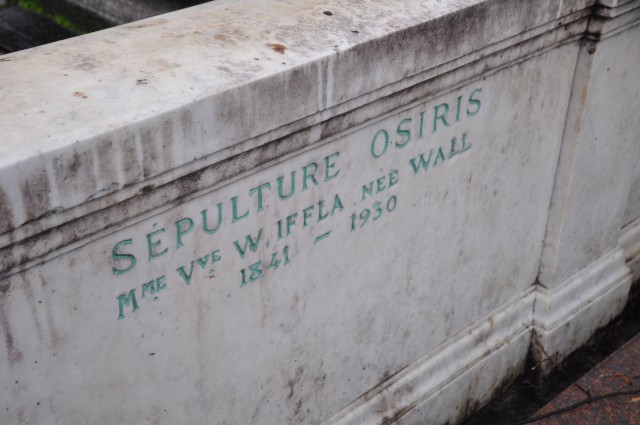 SÉPULTURE OSIRIS
MME VVE W. IFFLA NÉE WALL
1841 - 1930